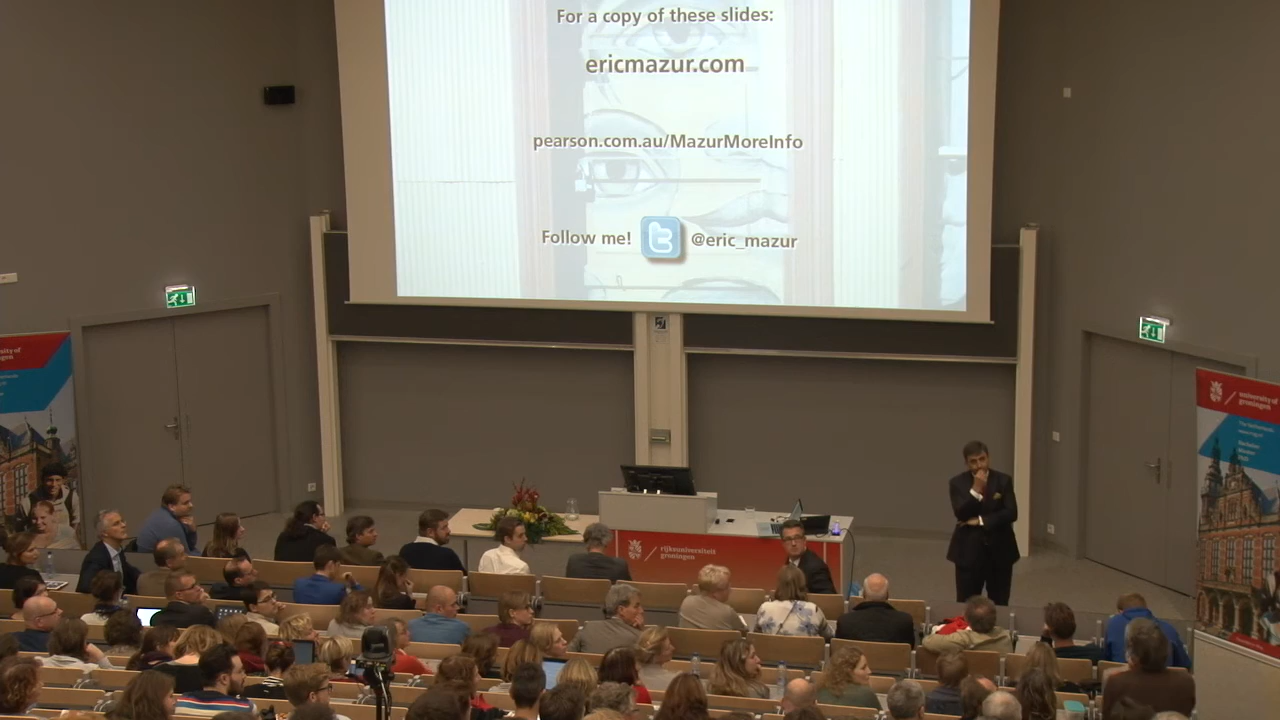 For a copy of these slides:
ericmazur.com
pearson.com.au/MazurMoreInfo
Follow me! @eric_mazur
rijksuniversiteit
groningen
university of
groningen